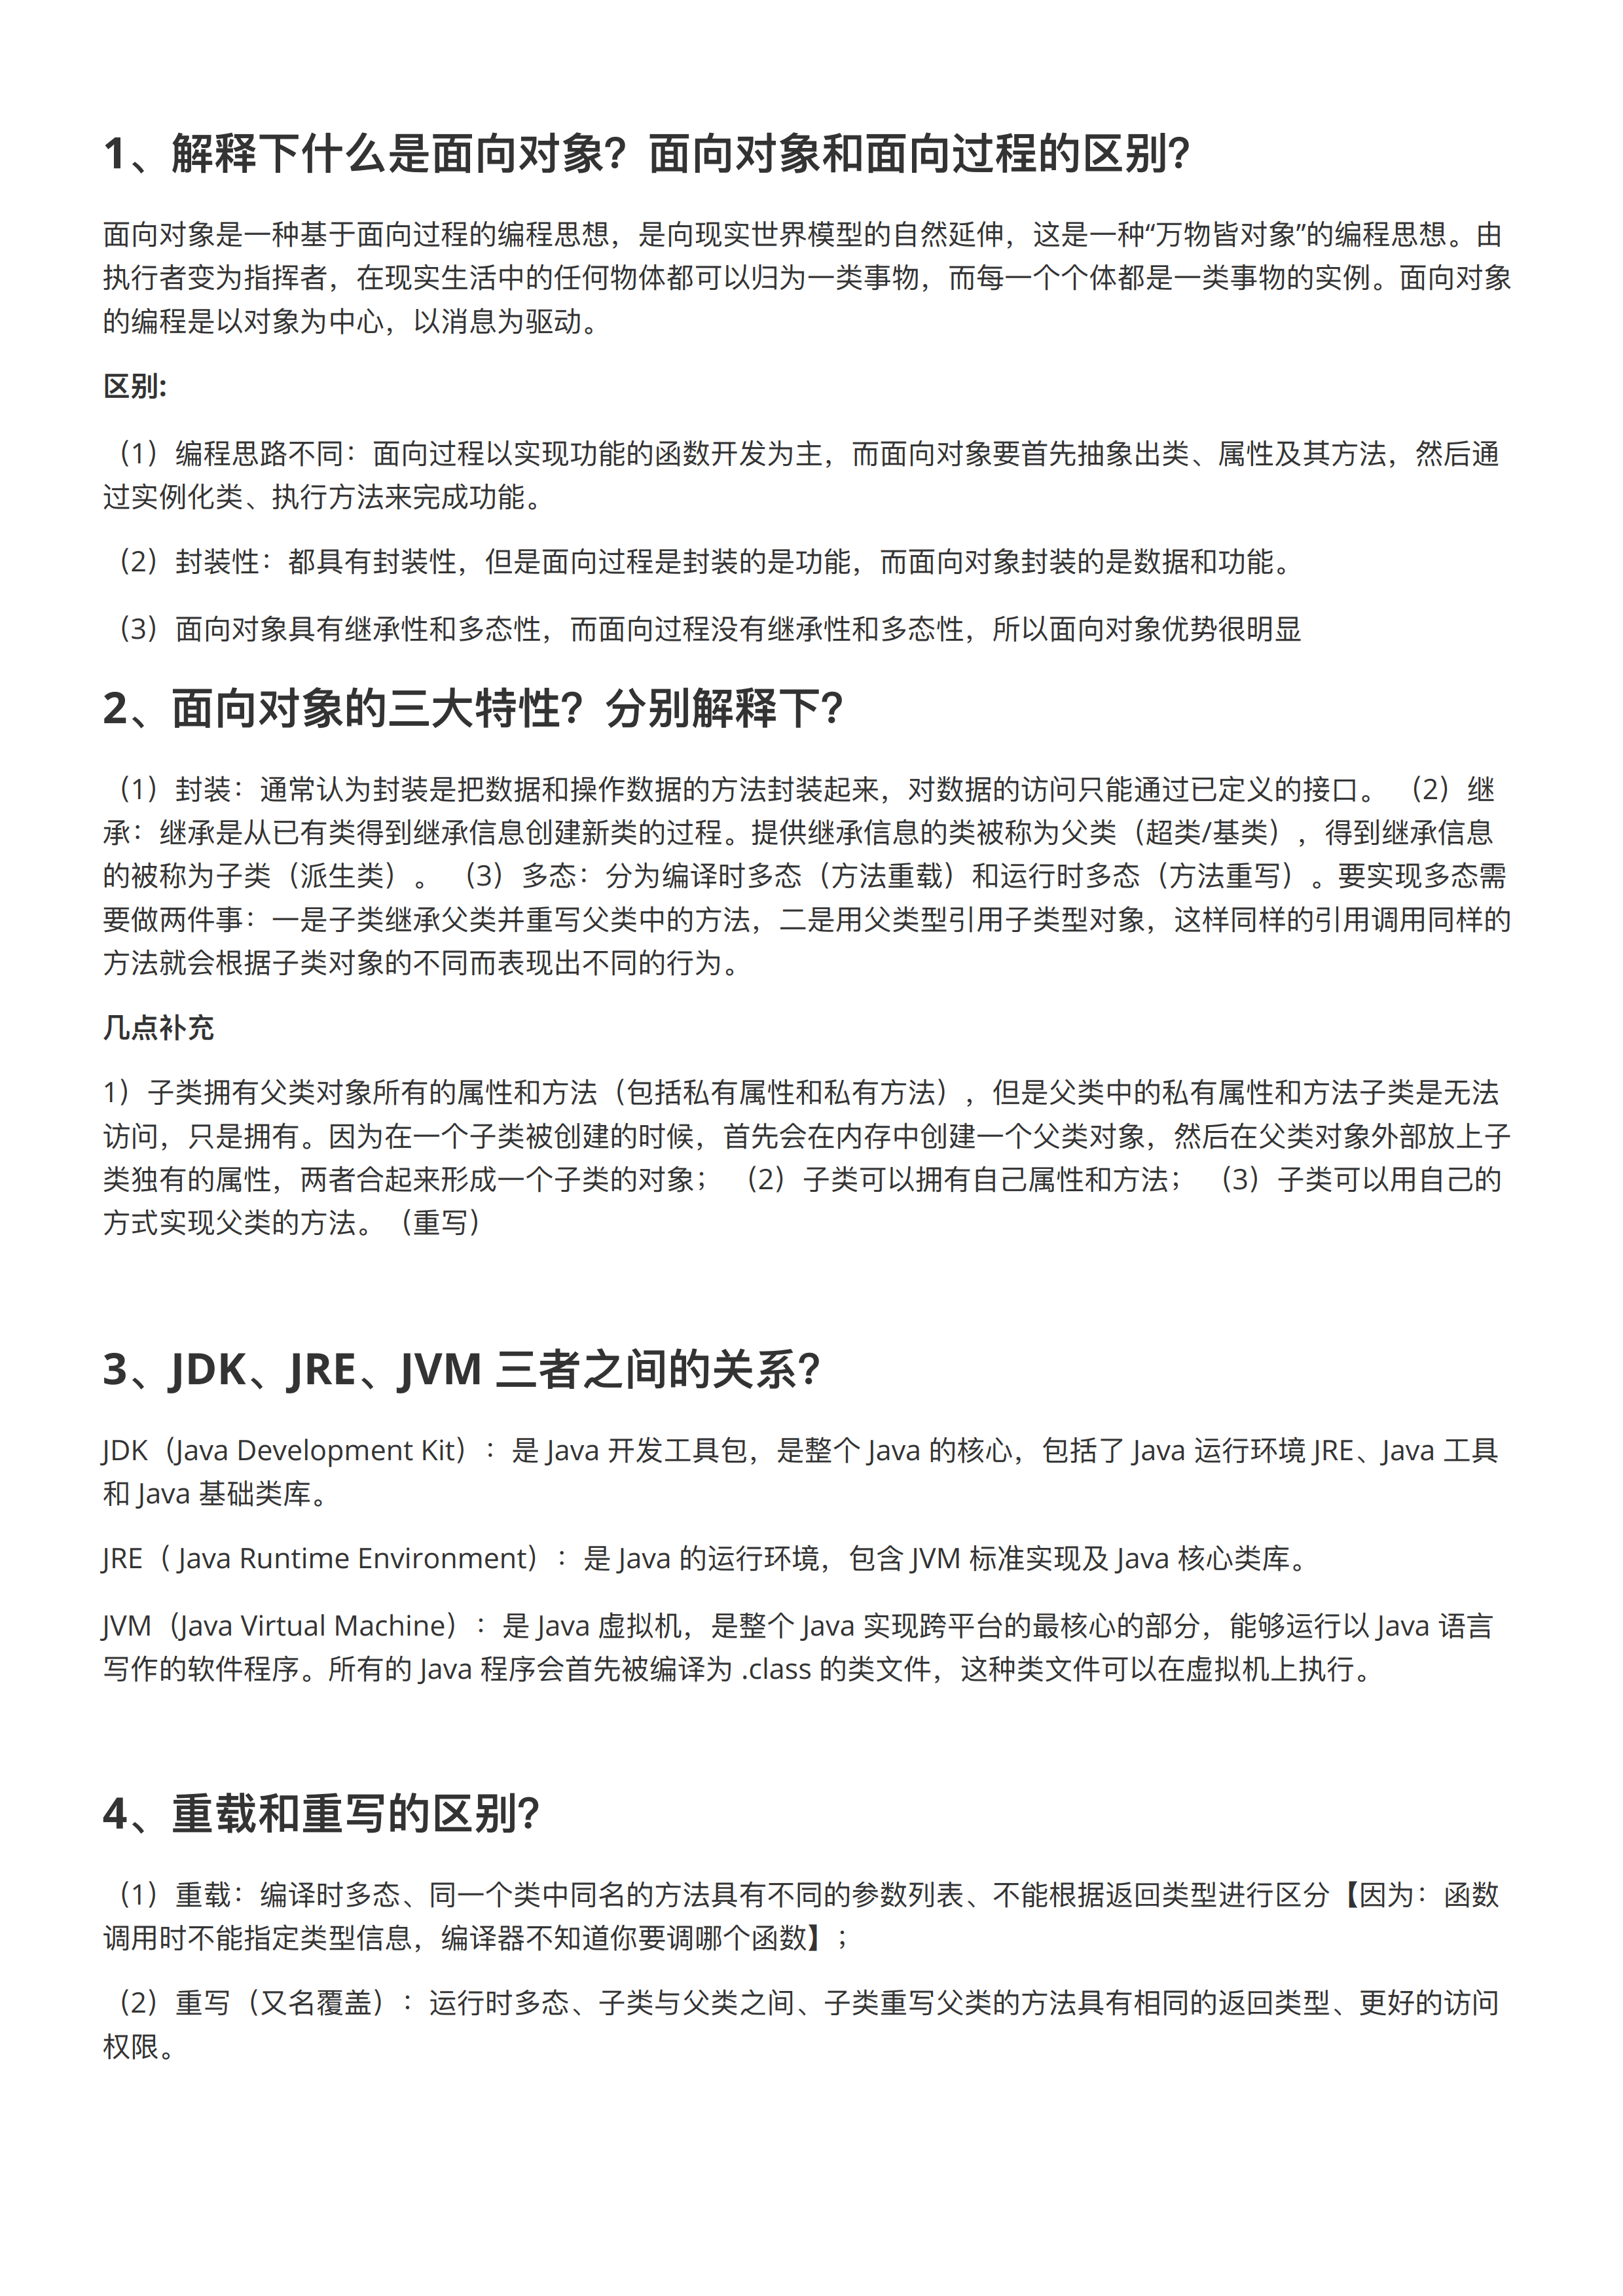 1、解释下什么是面向对象？面向对象和面向过程的区别？
面向对象是一种基于面向过程的编程思想，是向现实世界模型的自然延伸，这是一种“万物皆对象”的编程思想。由
执行者变为指挥者，在现实生活中的任何物体都可以归为一类事物，而每一个个体都是一类事物的实例。面向对象
的编程是以对象为中心，以消息为驱动。
区别：
（1）编程思路不同：面向过程以实现功能的函数开发为主，而面向对象要首先抽象出类、属性及其方法，然后通
过实例化类、执行方法来完成功能。
（2）封装性：都具有封装性，但是面向过程是封装的是功能，而面向对象封装的是数据和功能。
（3）面向对象具有继承性和多态性，而面向过程没有继承性和多态性，所以面向对象优势很明显
2、面向对象的三大特性？分别解释下？
（1）封装：通常认为封装是把数据和操作数据的方法封装起来，对数据的访问只能通过已定义的接口。 （2）继
承：继承是从已有类得到继承信息创建新类的过程。提供继承信息的类被称为父类（超类/基类），得到继承信息
的被称为子类（派生类）。 （3）多态：分为编译时多态（方法重载）和运行时多态（方法重写）。要实现多态需
要做两件事：一是子类继承父类并重写父类中的方法，二是用父类型引用子类型对象，这样同样的引用调用同样的
方法就会根据子类对象的不同而表现出不同的行为。
几点补充
1）子类拥有父类对象所有的属性和方法（包括私有属性和私有方法），但是父类中的私有属性和方法子类是无法
访问，只是拥有。因为在一个子类被创建的时候，首先会在内存中创建一个父类对象，然后在父类对象外部放上子
类独有的属性，两者合起来形成一个子类的对象； （2）子类可以拥有自己属性和方法； （3）子类可以用自己的
方式实现父类的方法。（重写）
3、JDK、JRE、JVM 三者之间的关系？
JDK（Java Development Kit）：是 Java 开发工具包，是整个 Java 的核心，包括了 Java 运行环境 JRE、Java 工具
和 Java 基础类库。
JRE（ Java Runtime Environment）：是 Java 的运行环境，包含 JVM 标准实现及 Java 核心类库。
JVM（Java Virtual Machine）：是 Java 虚拟机，是整个 Java 实现跨平台的最核心的部分，能够运行以 Java 语言
写作的软件程序。所有的 Java 程序会首先被编译为 .class 的类文件，这种类文件可以在虚拟机上执行。
4、重载和重写的区别？
（1）重载：编译时多态、同一个类中同名的方法具有不同的参数列表、不能根据返回类型进行区分【因为：函数
调用时不能指定类型信息，编译器不知道你要调哪个函数】；
（2）重写（又名覆盖）：运行时多态、子类与父类之间、子类重写父类的方法具有相同的返回类型、更好的访问
权限。